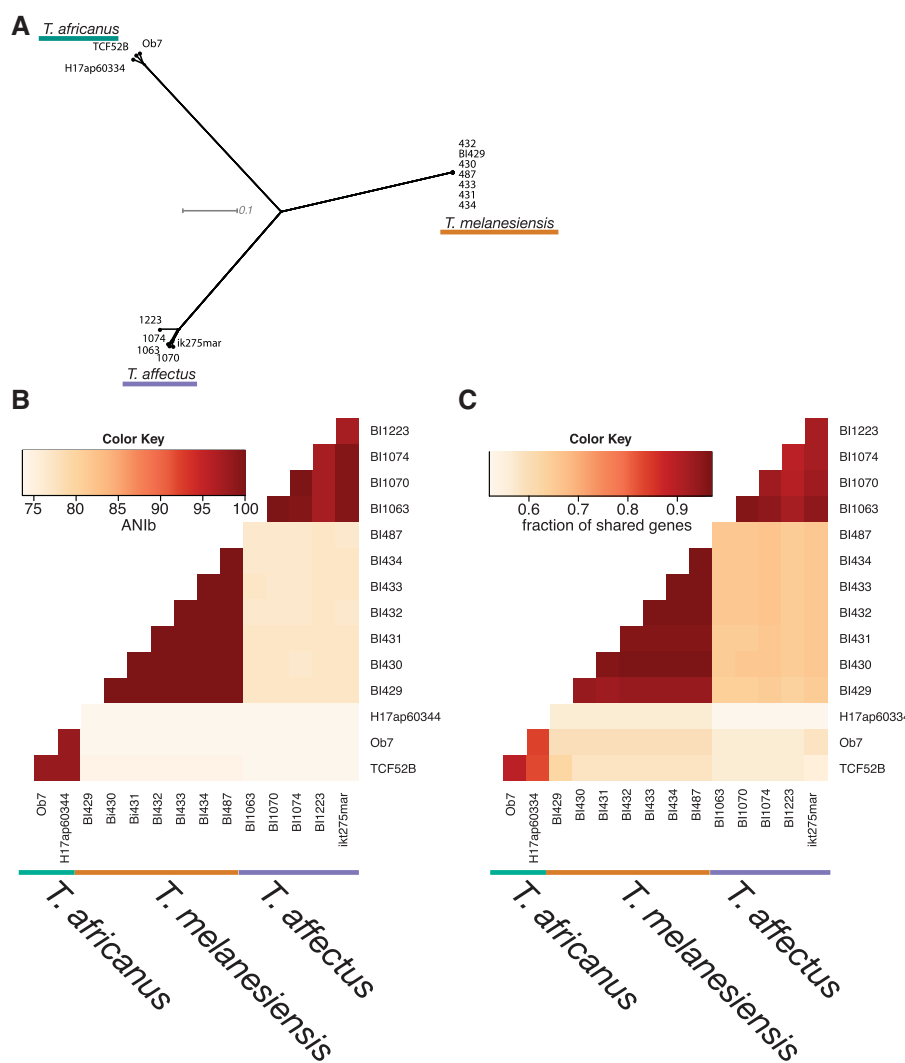 A
T. africanus
TCF52B
Ob7
H17ap60334
432
BI429
430
487
433
431
434
T. melanesiensis
0.1
1223
1074
ik275mar
1063
1070
T. affectus
B
Color Key
75 80 85 90 95 100
ANIb
BI1223
BI1074
BI1070
BI1063
BI487
BI434
BI433
BI432
BI431
BI430
BI429
H17ap60344
Ob7
TCF52B
Ob7
H17ap60344
BI429
BI430
BI431
BI432
BI433
BI434
BI487
BI1063
BI1070
BI1074
BI1223
ikt275mar
T. africanus
T. melanesiensis
T. affectus
C
Color Key
0.6 0.7 0.8 0.9
fraction of shared genes
BI1223
BI1074
BI1070
BI1063
BI487
BI434
BI433
BI432
BI431
BI430
BI429
H17ap60334
Ob7
TCF52B
Ob7
H17ap60334
BI429
BI430
BI431
BI432
BI433
BI434
BI487
BI1063
BI1070
BI1074
BI1223
ikt275mar
T. africanus
T. melanesiensis
T. affectus